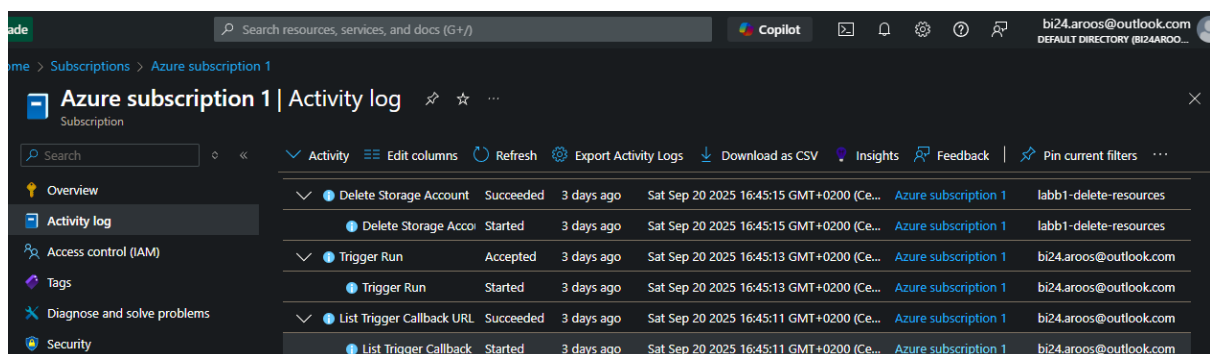 ade Search resources, services, and docs (G+/) Copilot bi24.aroos@outlook.com
DEFAULT DIRECTORY (BI24AROO...
ome > Subscriptions > Azure subscription 1
Azure subscription 1 | Activity log ...
Subscription
Search Activity Edit columns Refresh Export Activity Logs Download as CSV Insights Feedback Pin current filters ...
Overview
Activity log
Access control (IAM)
Tags
Diagnose and solve problems
Security
Delete Storage Account Succeeded 3 days ago Sat Sep 20 2025 16:45:15 GMT+0200 (Ce... Azure subscription 1 labb1-delete-resources
Delete Storage Accou Started 3 days ago Sat Sep 20 2025 16:45:15 GMT+0200 (Ce... Azure subscription 1 labb1-delete-resources
Trigger Run Accepted 3 days ago Sat Sep 20 2025 16:45:13 GMT+0200 (Ce... Azure subscription 1 bi24.aroos@outlook.com
Trigger Run Started 3 days ago Sat Sep 20 2025 16:45:13 GMT+0200 (Ce... Azure subscription 1 bi24.aroos@outlook.com
List Trigger Callback URL Succeeded 3 days ago Sat Sep 20 2025 16:45:11 GMT+0200 (Ce... Azure subscription 1 bi24.aroos@outlook.com
List Trigger Callback Started 3 days ago Sat Sep 20 2025 16:45:11 GMT+0200 (Ce... Azure subscription 1 bi24.aroos@outlook.com